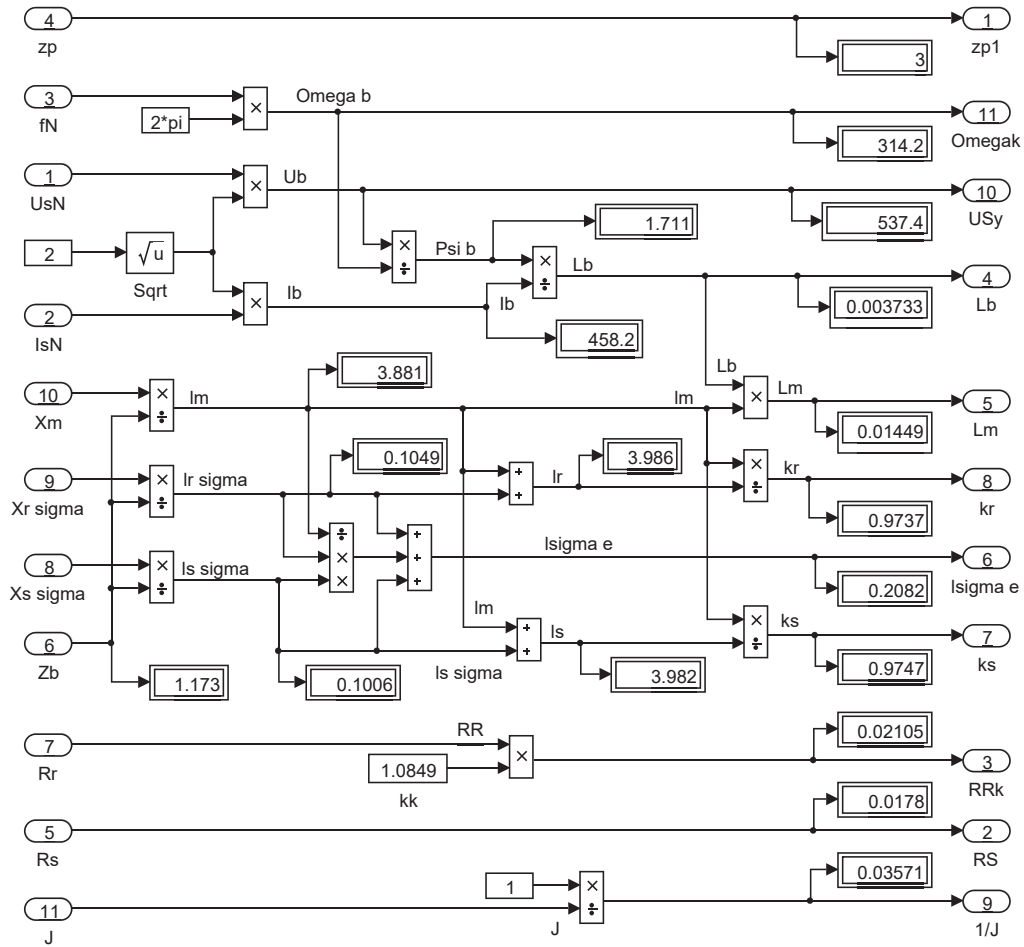 4
zp
1
zp1
3
3
fN
2*pi
×
Omega b
11
Omegak
314.2
1
UsN
×
Ub
10
USy
537.4
2
√u
Sqrt
×
÷
Psi b
1.711
×
÷
Lb
4
Lb
0.003733
2
IsN
×
Ib
Ib
458.2
10
Xm
×
÷
lm
3.881
lm
Lb
×
Lm
5
Lm
0.01449
9
Xr sigma
×
÷
lr sigma
0.1049
+
+
lr
3.986
×
÷
kr
8
kr
0.9737
8
Xs sigma
×
÷
ls sigma
÷
×
×
+
+
+
lsigma e
6
lsigma e
0.2082
6
Zb
1.173
0.1006
lm
ls sigma
+
+
ls
3.982
×
÷
ks
7
ks
0.9747
7
Rr
RR
1.0849
kk
×
0.02105
3
RRk
5
Rs
0.0178
2
RS
11
J
1
J
×
÷
0.03571
9
1/J